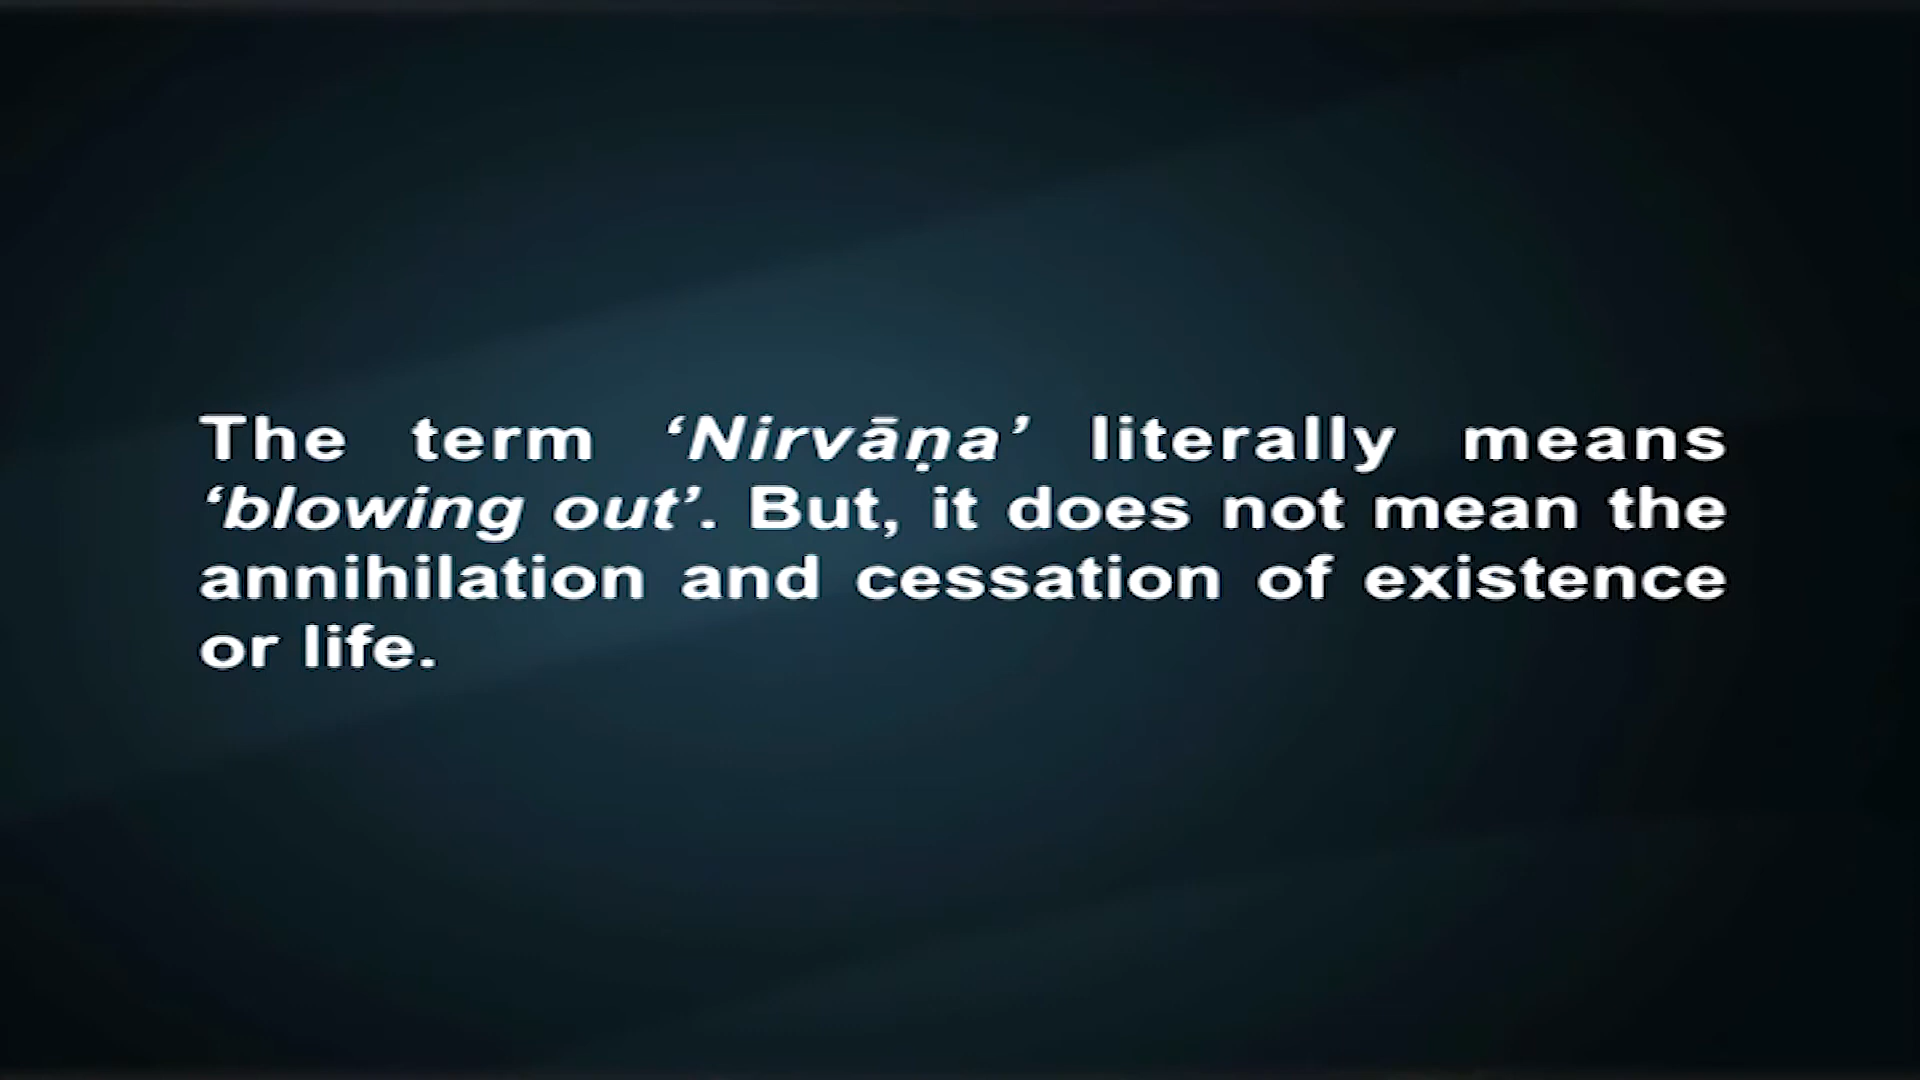 The term ‘Nirvāṇa’ literally means
‘blowing out’. But, it does not mean the
annihilation and cessation of existence
or life.